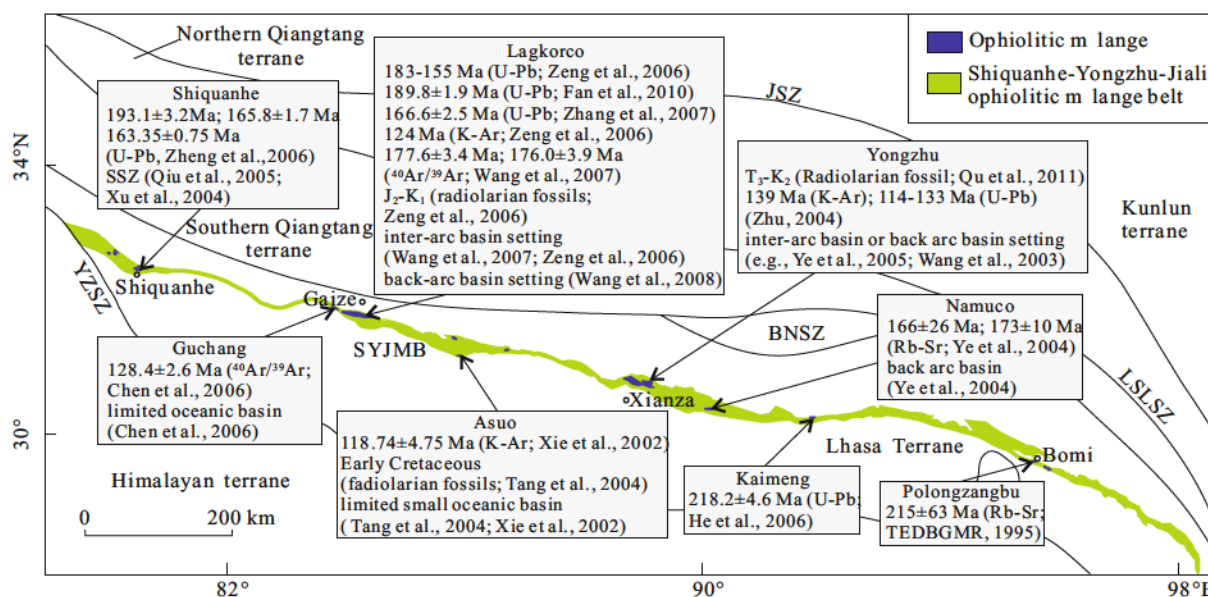 Northern Qiangtang
terrane
Shiquanhe
193.1±3.2Ma; 165.8±1.7 Ma
163.35±0.75 Ma
(U-Pb, Zheng et al.,2006)
SSZ (Qiu et al., 2005;
Xu et al., 2004)
Lagkorco
183-155 Ma (U-Pb; Zeng et al., 2006)
189.8±1.9 Ma (U-Pb; Fan et al., 2010)
166.6±2.5 Ma (U-Pb; Zhang et al., 2007)
124 Ma (K-Ar; Zeng et al., 2006)
177.6±3.4 Ma; 176.0±3.9 Ma
(⁴⁰Ar/³⁹Ar; Wang et al., 2007)
J₂-K₁ (radiolarian fossils;
Zeng et al., 2006)
inter-arc basin setting
(Wang et al., 2007; Zeng et al., 2006)
back-arc basin setting (Wang et al., 2008)
Ophiolitic m lange
Shiquanhe-Yongzhu-Jiali
ophiolitic m lange belt
JSZ
Yongzhu
T₃-K₂ (Radiolarian fossil; Qu et al., 2011)
139 Ma (K-Ar); 114-133 Ma (U-Pb)
(Zhu, 2004)
inter-arc basin or back arc basin setting
(e.g., Ye et al., 2005; Wang et al., 2003)
Kunlun
terrane
34°N
Southern Qiangtang
terrane
YZSZ
Shiquanhe
Gaize
SYJMB
BNSZ
Namuco
166±26 Ma; 173±10 Ma
(Rb-Sr; Ye et al., 2004)
back arc basin
(Ye et al., 2004)
LSLSZ
Guchang
128.4±2.6 Ma (⁴⁰Ar/³⁹Ar;
Chen et al., 2006)
limited oceanic basin
(Chen et al., 2006)
Xianza
30°
Asuo
118.74±4.75 Ma (K-Ar; Xie et al., 2002)
Early Cretaceous
(fadiolarian fossils; Tang et al., 2004)
limited small oceanic basin
( Tang et al., 2004; Xie et al., 2002)
Lhasa Terrane
Bomi
Kaimeng
218.2±4.6 Ma (U-Pb;
He et al., 2006)
Polongzangbu
215±63 Ma (Rb-Sr;
TEDBGMR, 1995)
Himalayan terrane
0 200 km
82° 90° 98°E